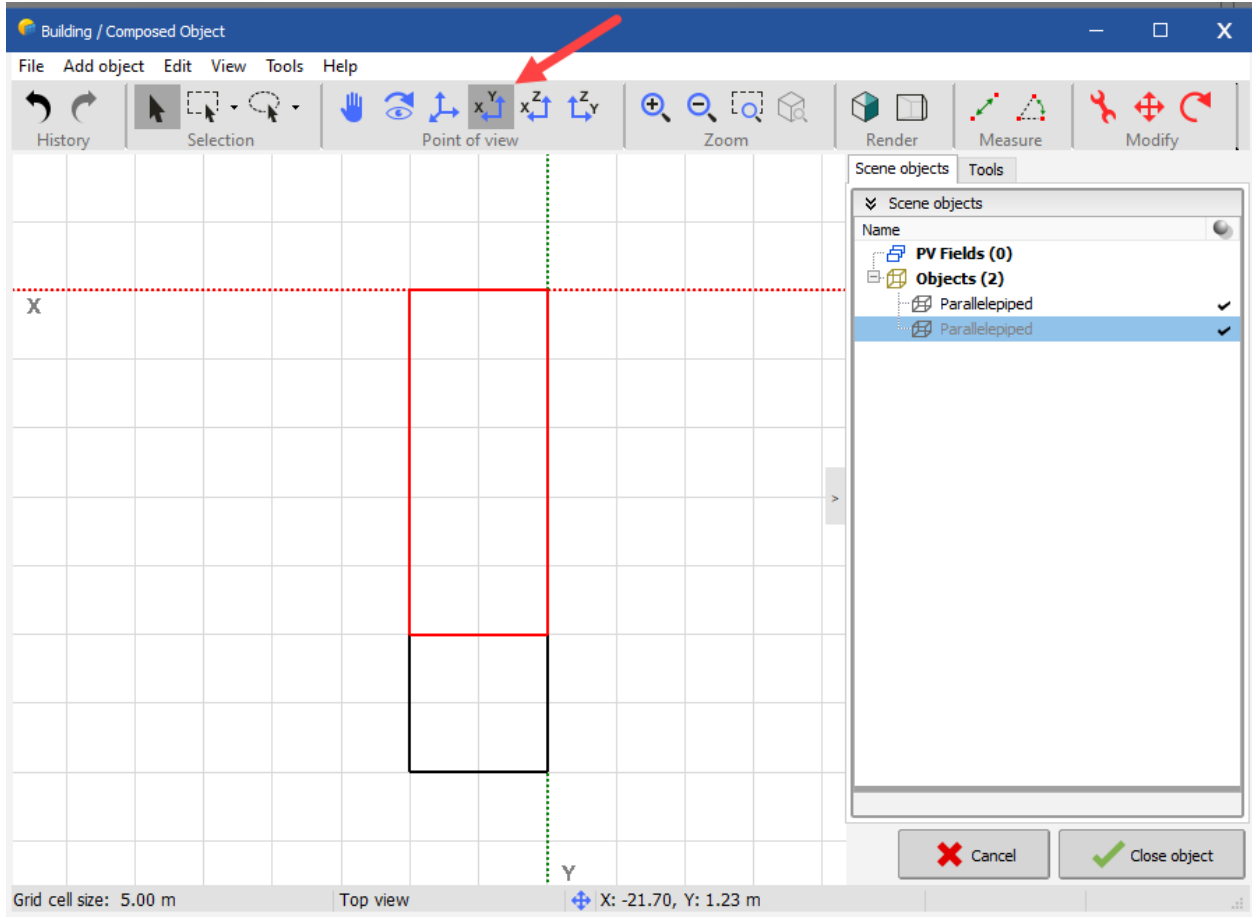 Building / Composed Object
File Add object Edit View Tools Help
X Y X Z Z Y
History Selection Point of view Zoom Render Measure Modify
Scene objects Tools
Scene objects
Name
PV Fields (0)
Objects (2)
X
Parallelepiped
Parallelepiped
>
Cancel Close object
Y
Grid cell size: 5.00 m Top view X: -21.70, Y: 1.23 m